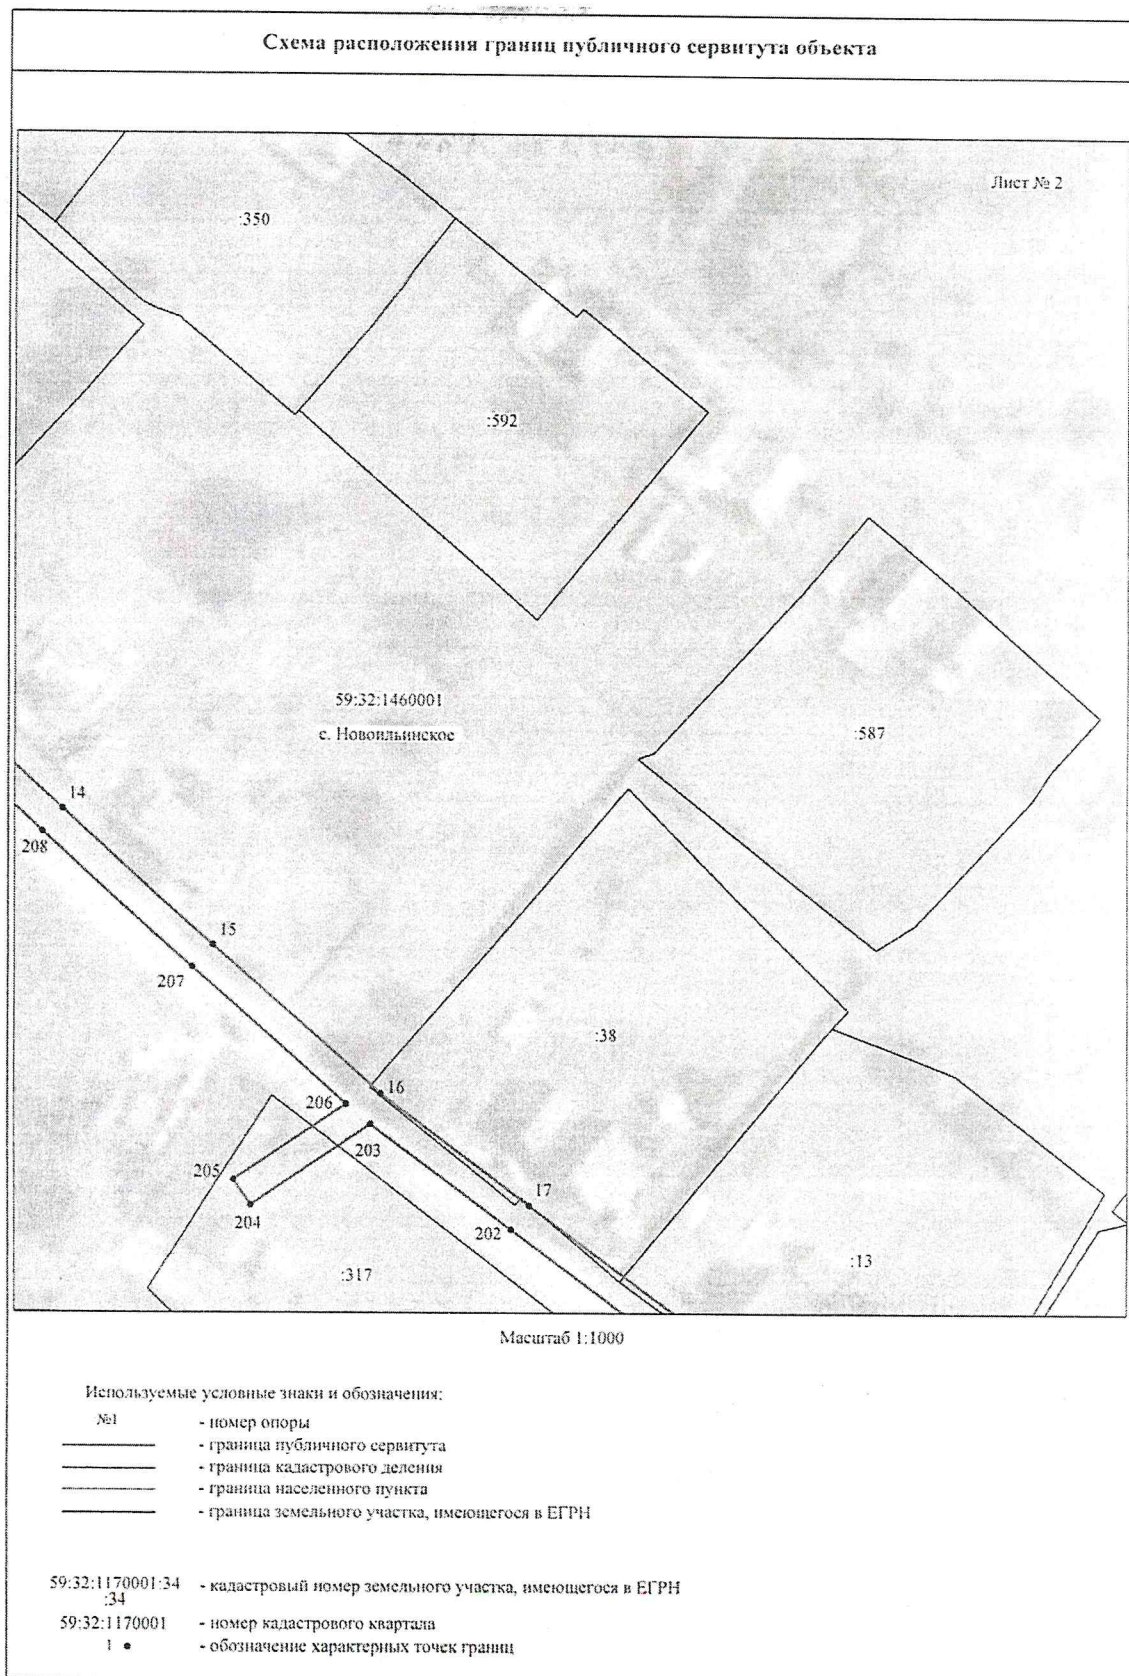 Схема расположения границ публичного сервитута объекта
Лист № 2
:350
:592
59:32:1460001
с. Новоильинское
:587
14
208
15
207
:38
16
206
203
205
204
17
202
:317
:13
Масштаб 1:1000
Используемые условные знаки и обозначения:
№1 - номер опоры
- граница публичного сервитута
- граница кадастрового деления
- граница населенного пункта
- граница земельного участка, имеющегося в ЕГРН
59:32:1170001:34 - кадастровый номер земельного участка, имеющегося в ЕГРН
:34
59:32:1170001 - номер кадастрового квартала
1 • - обозначение характерных точек границ